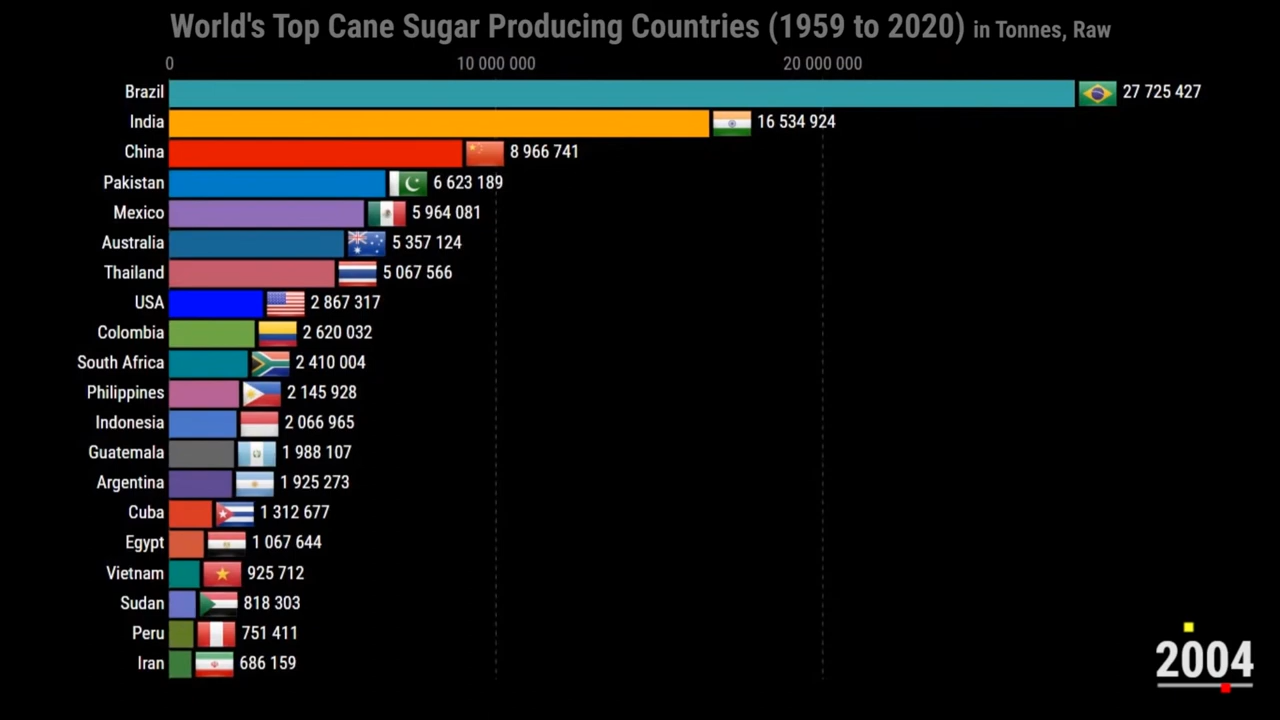 World's Top Cane Sugar Producing Countries (1959 to 2020) in Tonnes, Raw
0 10 000 000 20 000 000
Brazil 27 725 427
India 16 534 924
China 8 966 741
Pakistan 6 623 189
Mexico 5 964 081
Australia 5 357 124
Thailand 5 067 566
USA 2 867 317
Colombia 2 620 032
South Africa 2 410 004
Philippines 2 145 928
Indonesia 2 066 965
Guatemala 1 988 107
Argentina 1 925 273
Cuba 1 312 677
Egypt 1 067 644
Vietnam 925 712
Sudan 818 303
Peru 751 411
Iran 686 159
2004